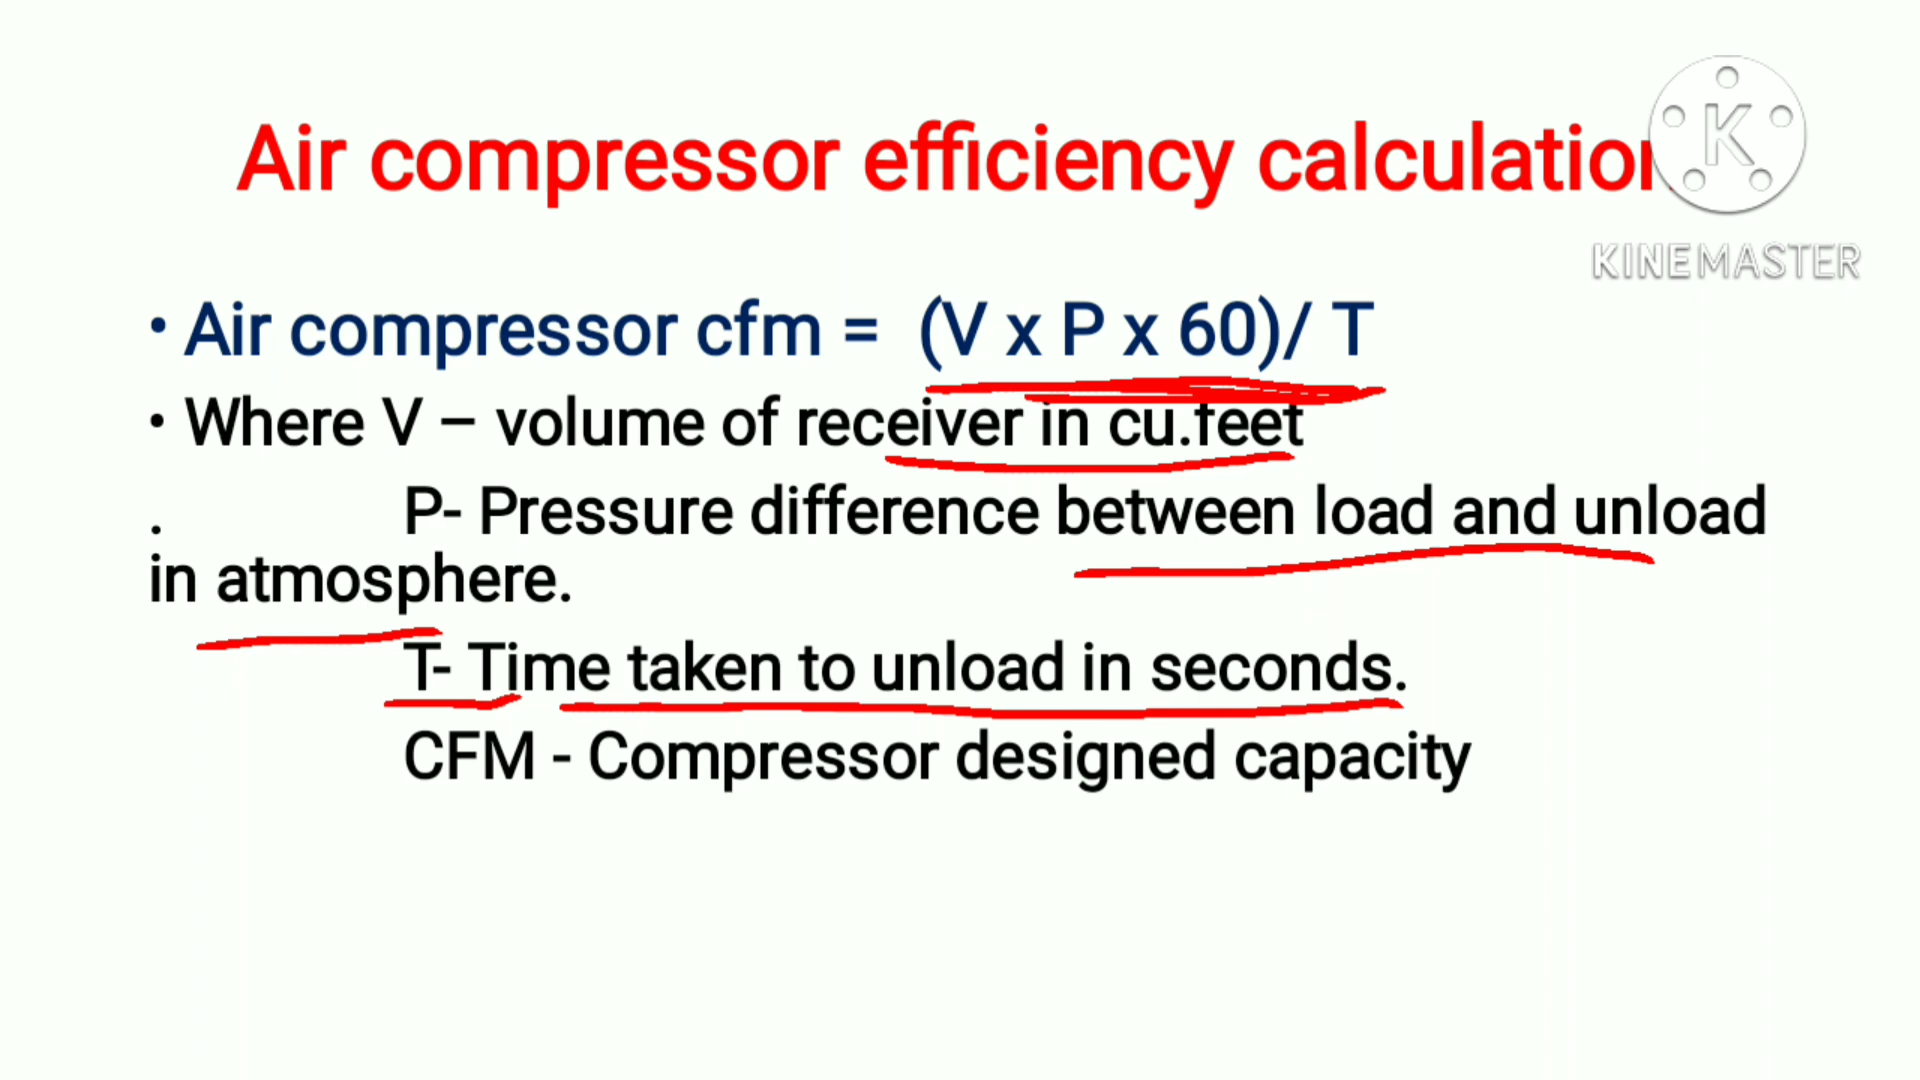 Air compressor efficiency calculation
K
KINEMASTER
• Air compressor cfm = (V x P x 60)/ T
• Where V – volume of receiver in cu.feet
. P- Pressure difference between load and unload
in atmosphere.
T- Time taken to unload in seconds.
CFM - Compressor designed capacity